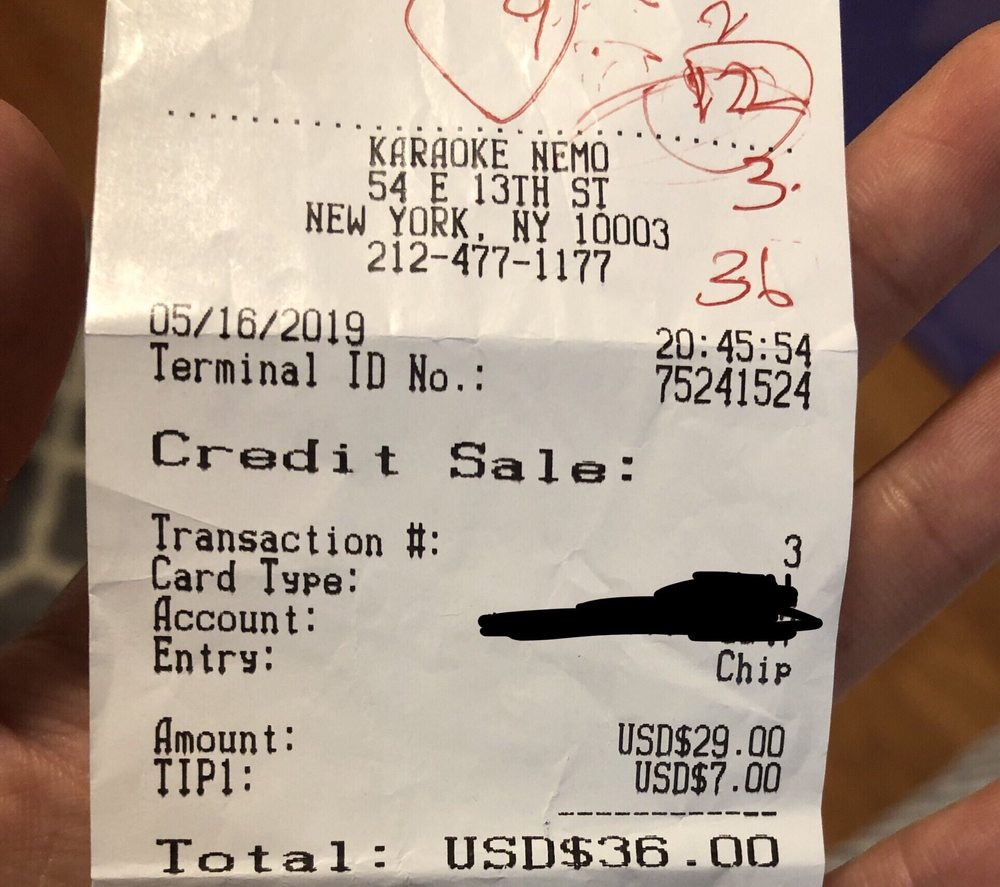 9
2
$22
KARAOKE NEMO
54 E 13TH ST
3.
NEW YORK, NY 10003
212-477-1177
36
05/16/2019 20:45:54
Terminal ID No.: 75241524
Credit Sale:
Transaction #: 3
Card Type:
Account:
Entry: Chip
Amount: USD$29.00
TIP1: USD$7.00
Total: USD$36.00